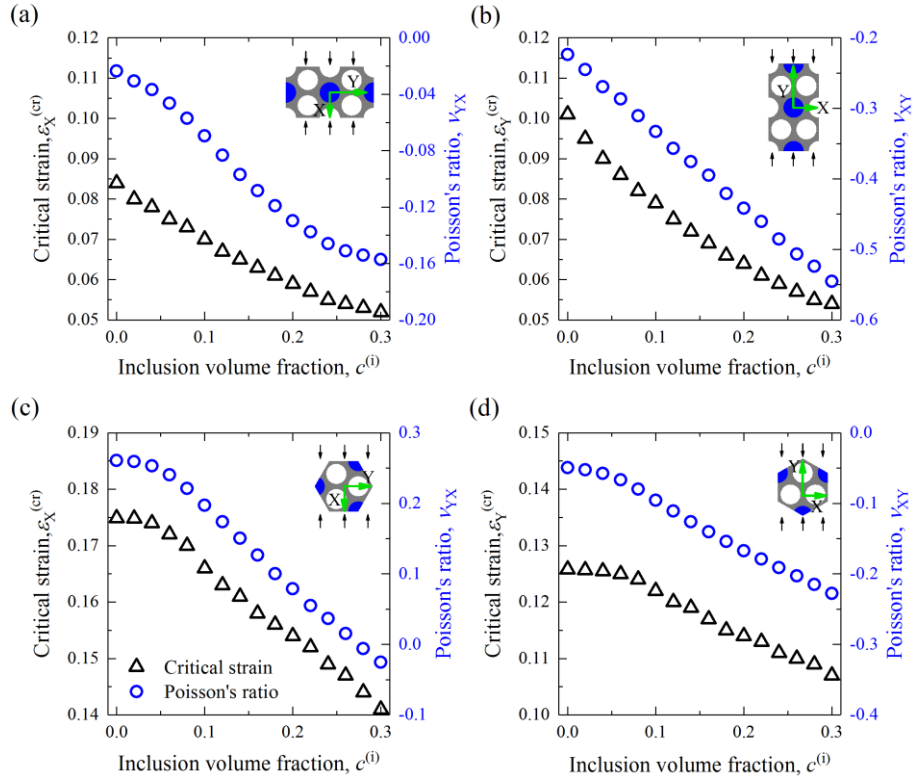 (a)
0.12
0.11
0.10
0.09
0.08
0.07
0.06
0.05
0.00
-0.04
-0.08
-0.12
-0.16
-0.20
0.0
0.1
0.2
0.3
Critical strain, ε_X^(cr)
Poisson's ratio, ν_YX
Y
X
Inclusion volume fraction, c^(i)
(b)
0.12
0.11
0.10
0.09
0.08
0.07
0.06
0.05
-0.2
-0.3
-0.4
-0.5
-0.6
0.0
0.1
0.2
0.3
Critical strain, ε_Y^(cr)
Poisson's ratio, ν_XY
Y
X
Inclusion volume fraction, c^(i)
(c)
0.19
0.18
0.17
0.16
0.15
0.14
0.3
0.2
0.1
0.0
-0.1
0.0
0.1
0.2
0.3
Critical strain, ε_X^(cr)
Poisson's ratio, ν_YX
Y
X
Critical strain
Poisson's ratio
Inclusion volume fraction, c^(i)
(d)
0.15
0.14
0.13
0.12
0.11
0.10
0.0
-0.1
-0.2
-0.3
-0.4
0.0
0.1
0.2
0.3
Critical strain, ε_Y^(cr)
Poisson's ratio, ν_XY
Y
X
Inclusion volume fraction, c^(i)